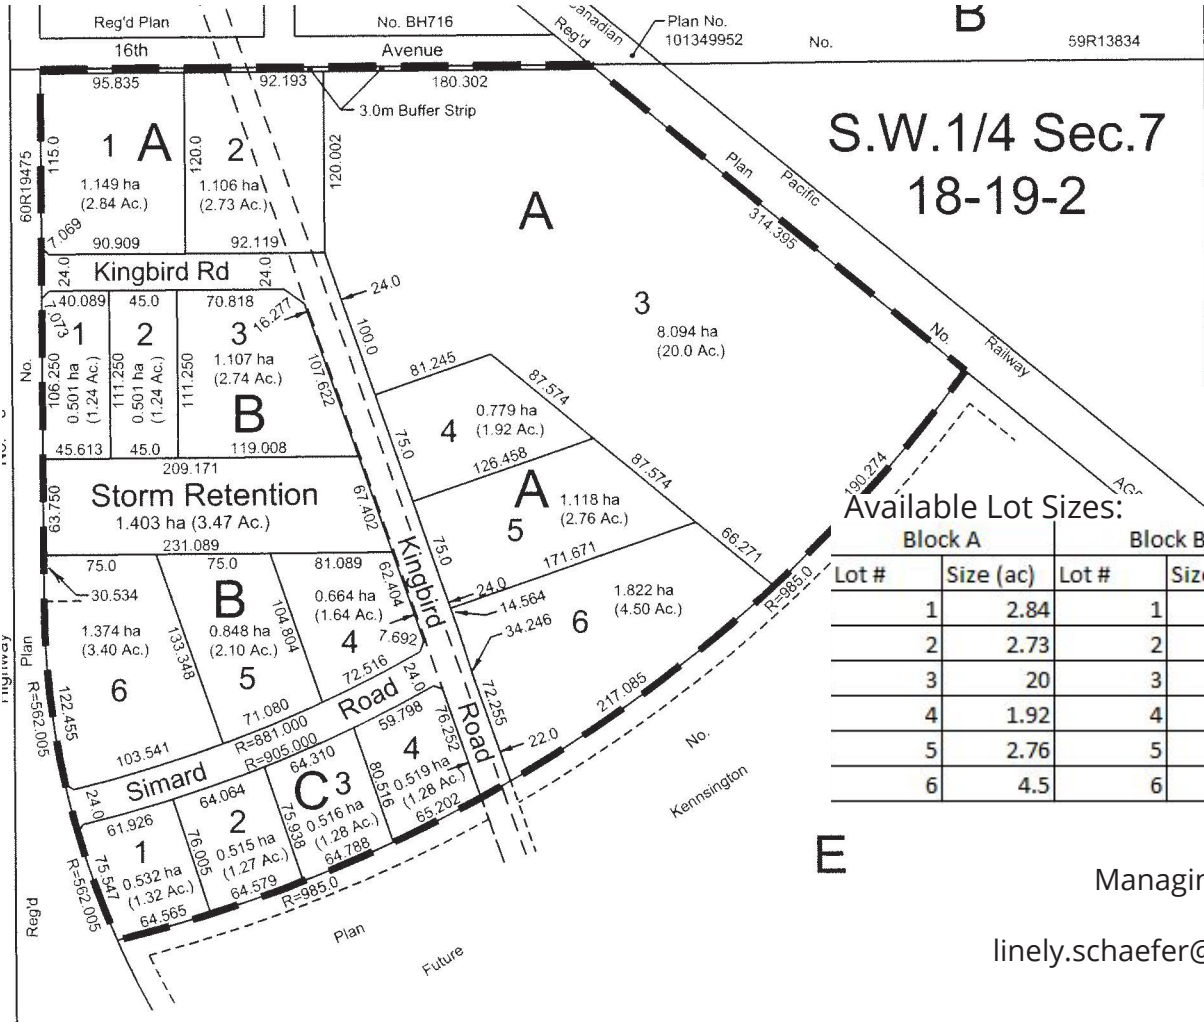 Reg'd Plan
No. BH716
Canadian
Reg'd
Plan No.
101349952
No.
B
59R13834
16th
Avenue
95.835
92.193
180.302
3.0m Buffer Strip
S.W.1/4 Sec.7
18-19-2
60R19475
115.0
1
A
120.0
2
120.002
1.149 ha
(2.84 Ac.)
1.106 ha
(2.73 Ac.)
A
Plan
Pacific
314.395
7.069
90.909
92.119
24.0
Kingbird Rd
24.0
24.0
40.089
45.0
70.818
16.277
100.0
3
8.094 ha
(20.0 Ac.)
No.
Railway
No.
106.250
1
0.501 ha
(1.24 Ac.)
111.250
2
0.501 ha
(1.24 Ac.)
111.250
3
1.107 ha
(2.74 Ac.)
B
107.622
81.245
87.574
4
0.779 ha
(1.92 Ac.)
75.0
45.613
45.0
119.008
209.171
126.458
87.574
190.274
63.750
Storm Retention
1.403 ha (3.47 Ac.)
231.089
67.402
A
5
1.118 ha
(2.76 Ac.)
75.0
171.671
66.271
R=985.0
Available Lot Sizes:
Block A
Block B
Lot #
Size (ac)
Lot #
1
2.84
1
2
2.73
2
3
20
3
4
1.92
4
5
2.76
5
6
4.5
6
75.0
75.0
81.089
62.404
Kingbird
30.534
B
0.664 ha
(1.64 Ac.)
24.0
14.564
34.246
1.822 ha
(4.50 Ac.)
6
1.374 ha
(3.40 Ac.)
133.348
0.848 ha
(2.10 Ac.)
104.804
4
7.692
Highway
Plan
R=562.005
122.455
6
5
72.516
24.0
71.080
Road
72.255
217.085
103.541
R=881.000
R=905.000
59.798
76.252
Road
22.0
No.
Kennsington
Simard
24.0
64.064
64.310
C
3
80.516
4
0.519 ha
(1.28 Ac.)
61.926
2
75.938
0.516 ha
(1.28 Ac.)
65.202
1
76.005
0.515 ha
(1.27 Ac.)
64.788
75.547
R=562.005
0.532 ha
(1.32 Ac.)
64.579
R=985.0
64.565
Reg'd
Plan
Future
E
linely.schaefer@